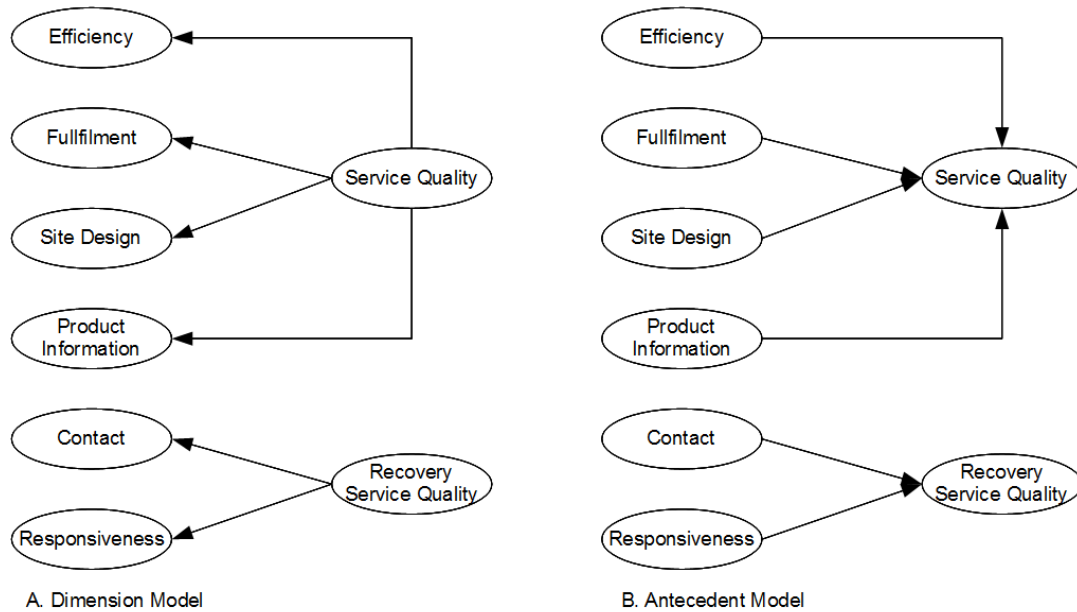 Efficiency
Fullfilment
Service Quality
Site Design
Product
Information
Contact
Recovery
Service Quality
Responsiveness
A. Dimension Model
Efficiency
Fullfilment
Service Quality
Site Design
Product
Information
Contact
Recovery
Service Quality
Responsiveness
B. Antecedent Model